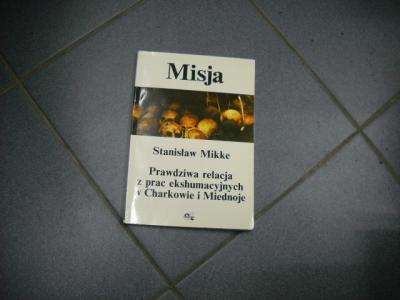 Misja
Stanisław Mikke
Prawdziwa relacja
z prac ekshumacyjnych
w Charkowie i Miednoje